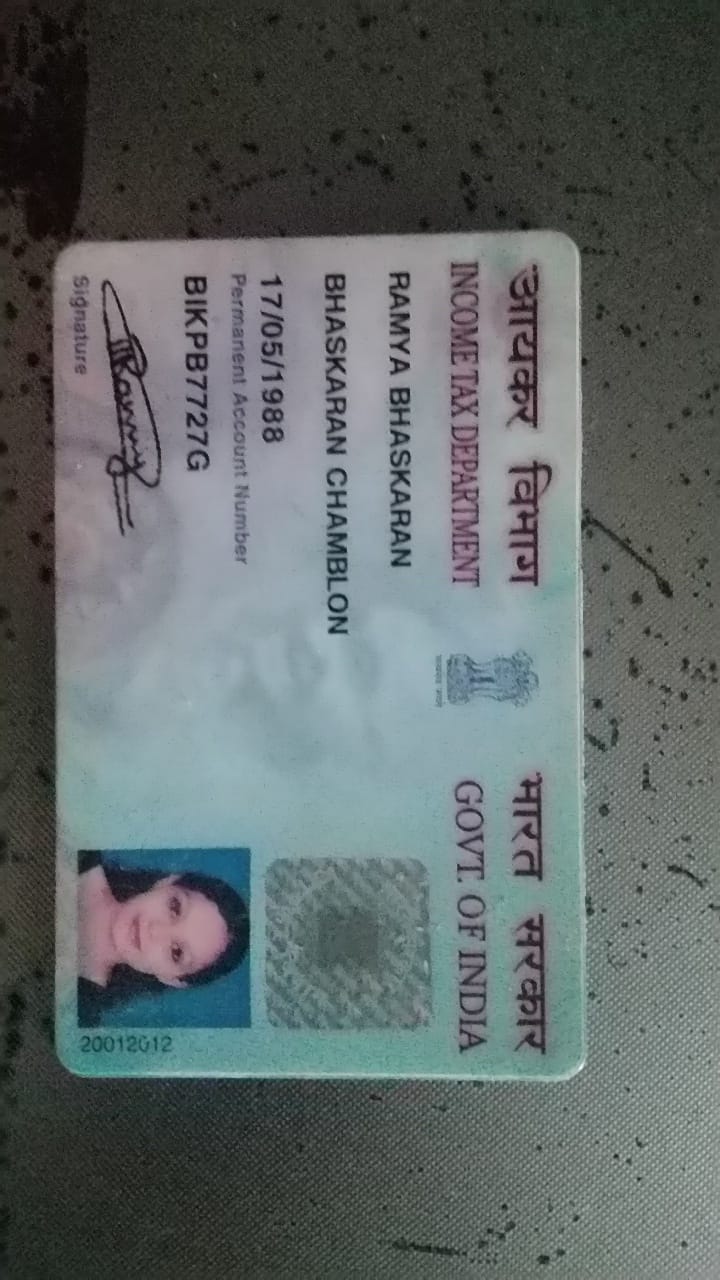 आयकर विभाग
INCOME TAX DEPARTMENT
भारत सरकार
GOVT. OF INDIA
RAMYA BHASKARAN
BHASKARAN CHAMBLON
17/05/1988
Permanent Account Number
BIKPB7727G
Signature
20012012